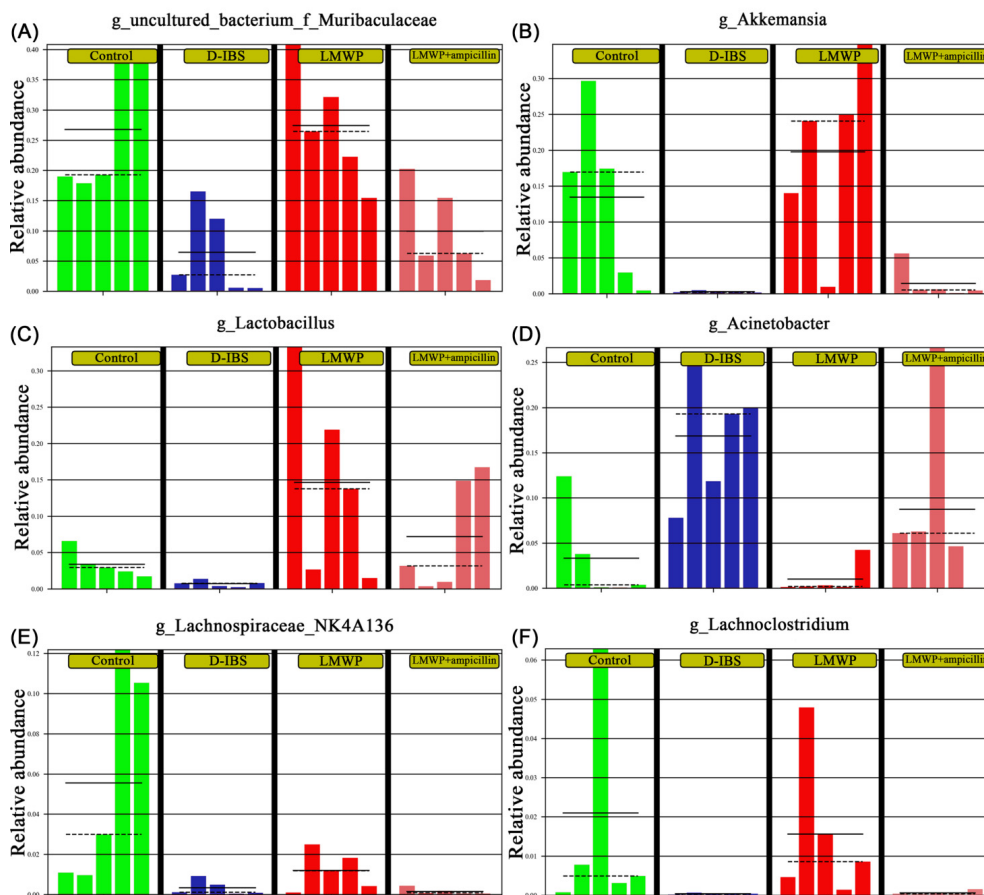 (A)
g_uncultured_bacterium_f_Muribaculaceae
Relative abundance
0.40
0.35
0.30
0.25
0.20
0.15
0.10
0.05
0.00
Control
D-IBS
LMWP
LMWP+ampicillin
(B)
g_Akkemansia
Relative abundance
0.30
0.25
0.20
0.15
0.10
0.05
0.00
Control
D-IBS
LMWP
LMWP+ampicillin
(C)
g_Lactobacillus
Relative abundance
0.30
0.25
0.20
0.15
0.10
0.05
0.00
Control
D-IBS
LMWP
LMWP+ampicillin
(D)
g_Acinetobacter
Relative abundance
0.25
0.20
0.15
0.10
0.05
0.00
Control
D-IBS
LMWP
LMWP+ampicillin
(E)
g_Lachnospiraceae_NK4A136
Relative abundance
0.12
0.10
0.08
0.06
0.04
0.02
0.00
Control
D-IBS
LMWP
LMWP+ampicillin
(F)
g_Lachnoclostridium
Relative abundance
0.06
0.05
0.04
0.03
0.02
0.01
0.00
Control
D-IBS
LMWP
LMWP+ampicillin